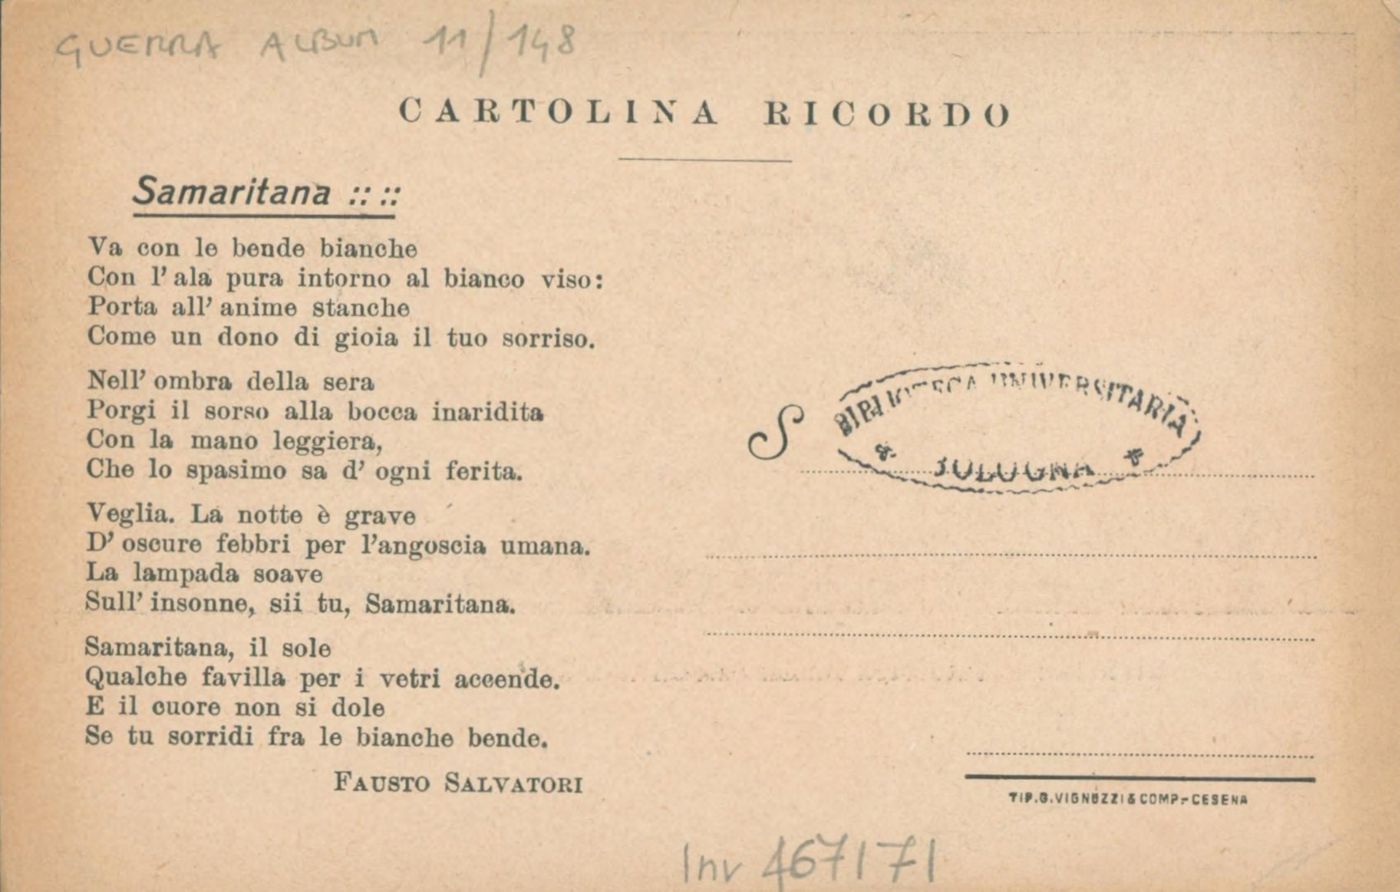 GUERRA ALBUM 11/148
CARTOLINA RICORDO
Samaritana :: ::
Va con le bende bianche
Con l'ala pura intorno al bianco viso:
Porta all'anime stanche
Come un dono di gioia il tuo sorriso.
Nell'ombra della sera
Porgi il sorso alla bocca inaridita
Con la mano leggiera,
Che lo spasimo sa d'ogni ferita.
Veglia. La notte è grave
D'oscure febbri per l'angoscia umana.
La lampada soave
Sull'insonne, sii tu, Samaritana.
Samaritana, il sole
Qualche favilla per i vetri accende.
E il cuore non si dole
Se tu sorridi fra le bianche bende.
FAUSTO SALVATORI
S
BIBLIOTECA UNIVERSITARIA
BOLOGNA
TIP. G. VIGNUZZI & COMP.-CESENA
Inv 467171